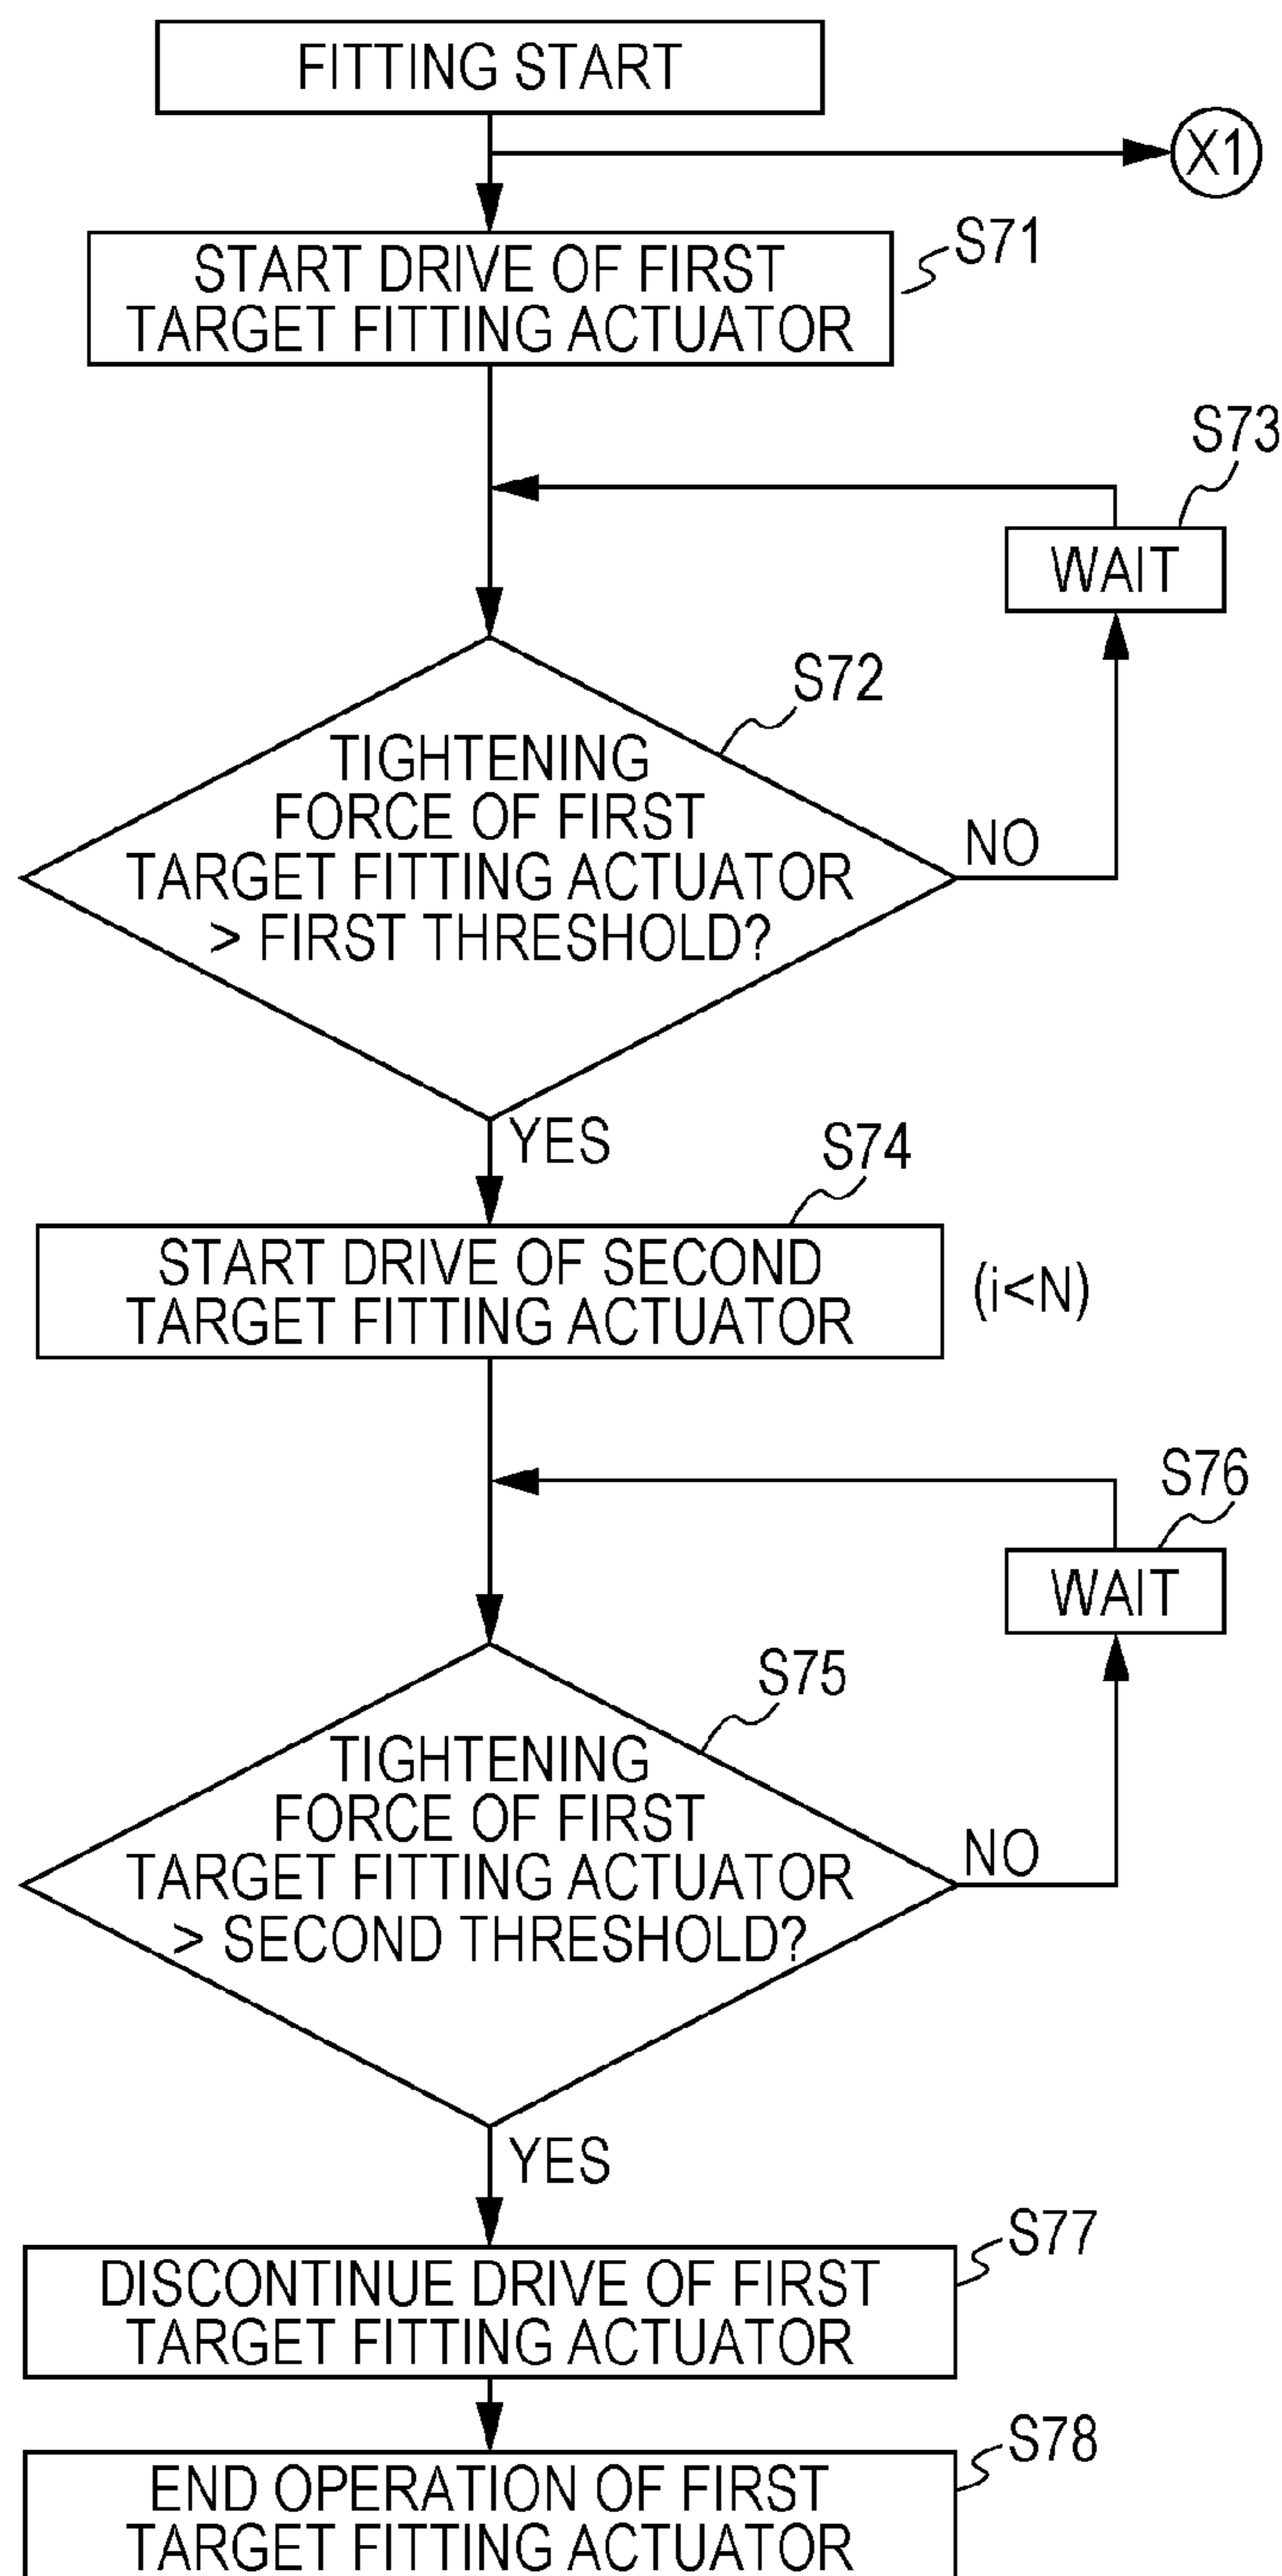 FITTING START
X1
START DRIVE OF FIRST
TARGET FITTING ACTUATOR
S71
S73
WAIT
S72
TIGHTENING
FORCE OF FIRST
TARGET FITTING ACTUATOR
> FIRST THRESHOLD?
NO
YES
S74
START DRIVE OF SECOND
TARGET FITTING ACTUATOR
(i<N)
S76
WAIT
S75
TIGHTENING
FORCE OF FIRST
TARGET FITTING ACTUATOR
> SECOND THRESHOLD?
NO
YES
S77
DISCONTINUE DRIVE OF FIRST
TARGET FITTING ACTUATOR
S78
END OPERATION OF FIRST
TARGET FITTING ACTUATOR